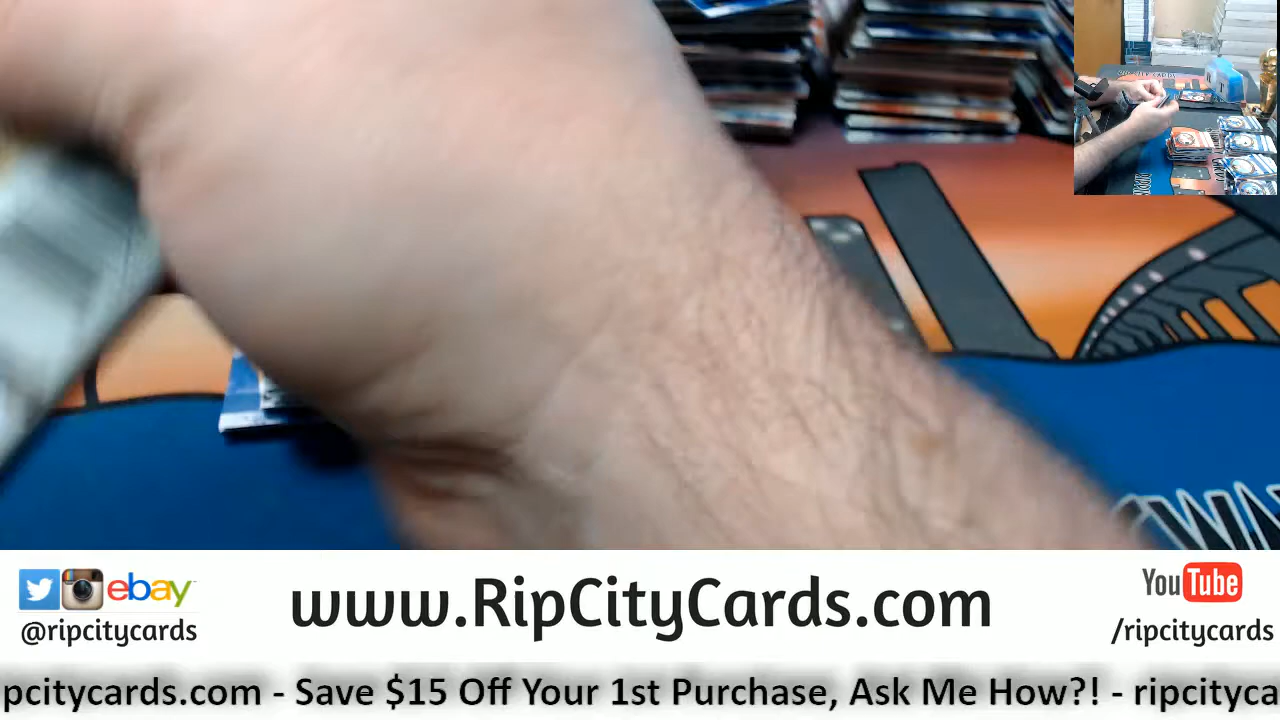 ebay
@ripcitycards
www.RipCityCards.com
YouTube
/ripcitycards
pcitycards.com - Save $15 Off Your 1st Purchase, Ask Me How?! - ripcityca